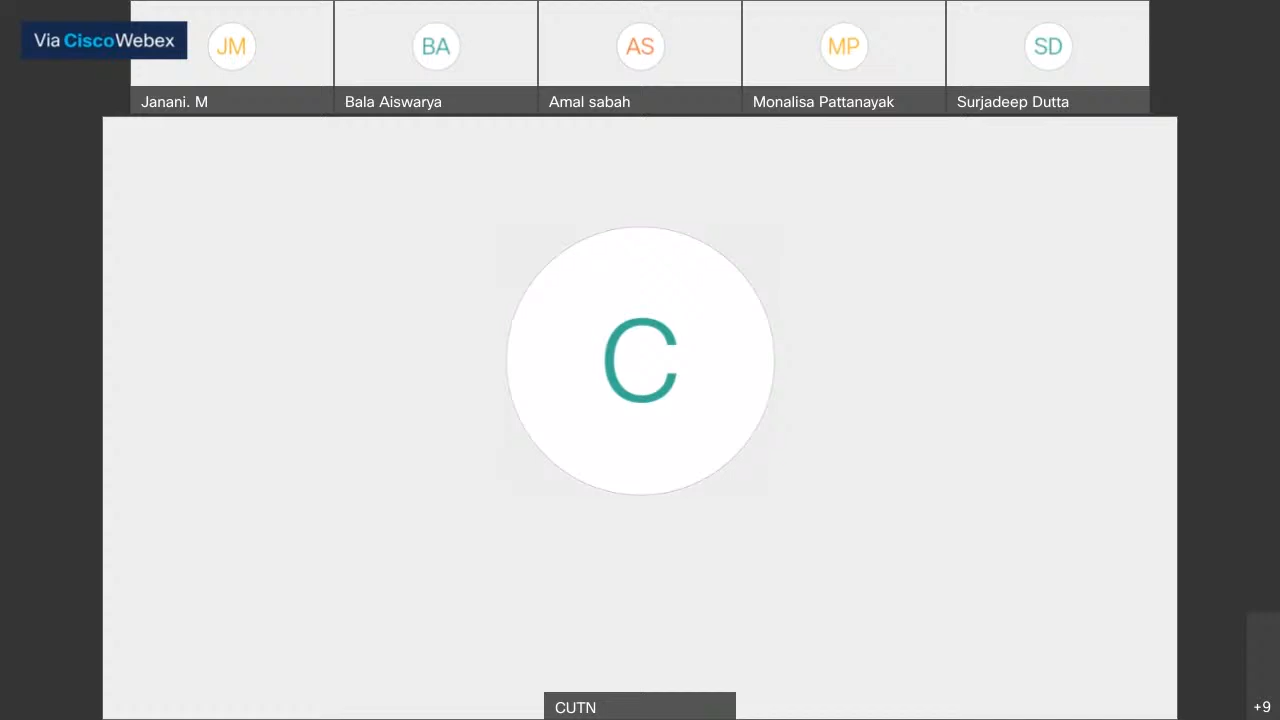 Via CiscoWebex
JM
BA
AS
MP
SD
Janani. M
Bala Aiswarya
Amal sabah
Monalisa Pattanayak
Surjadeep Dutta
C
CUTN
+9